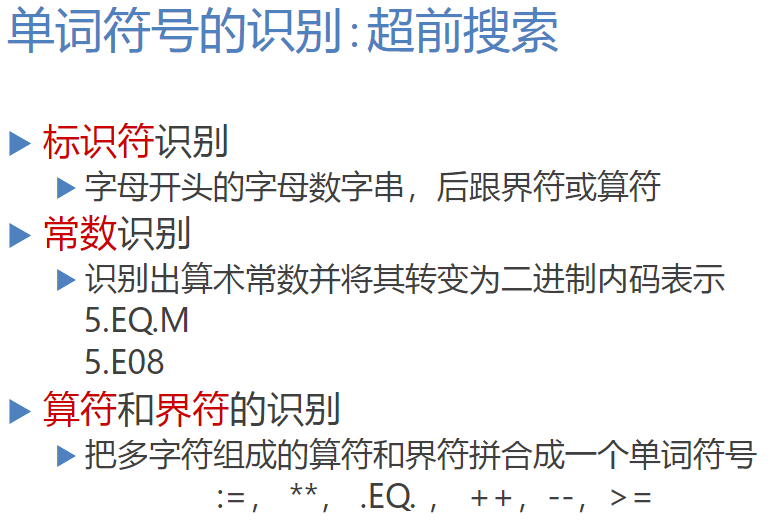 单词符号的识别:超前搜索
标识符识别
字母开头的字母数字串，后跟界符或算符
常数识别
识别出算术常数并将其转变为二进制内码表示
5.EQ.M
5.E08
算符和界符的识别
把多字符组成的算符和界符拼合成一个单词符号
:=， **， .EQ. ， ++，--，>=